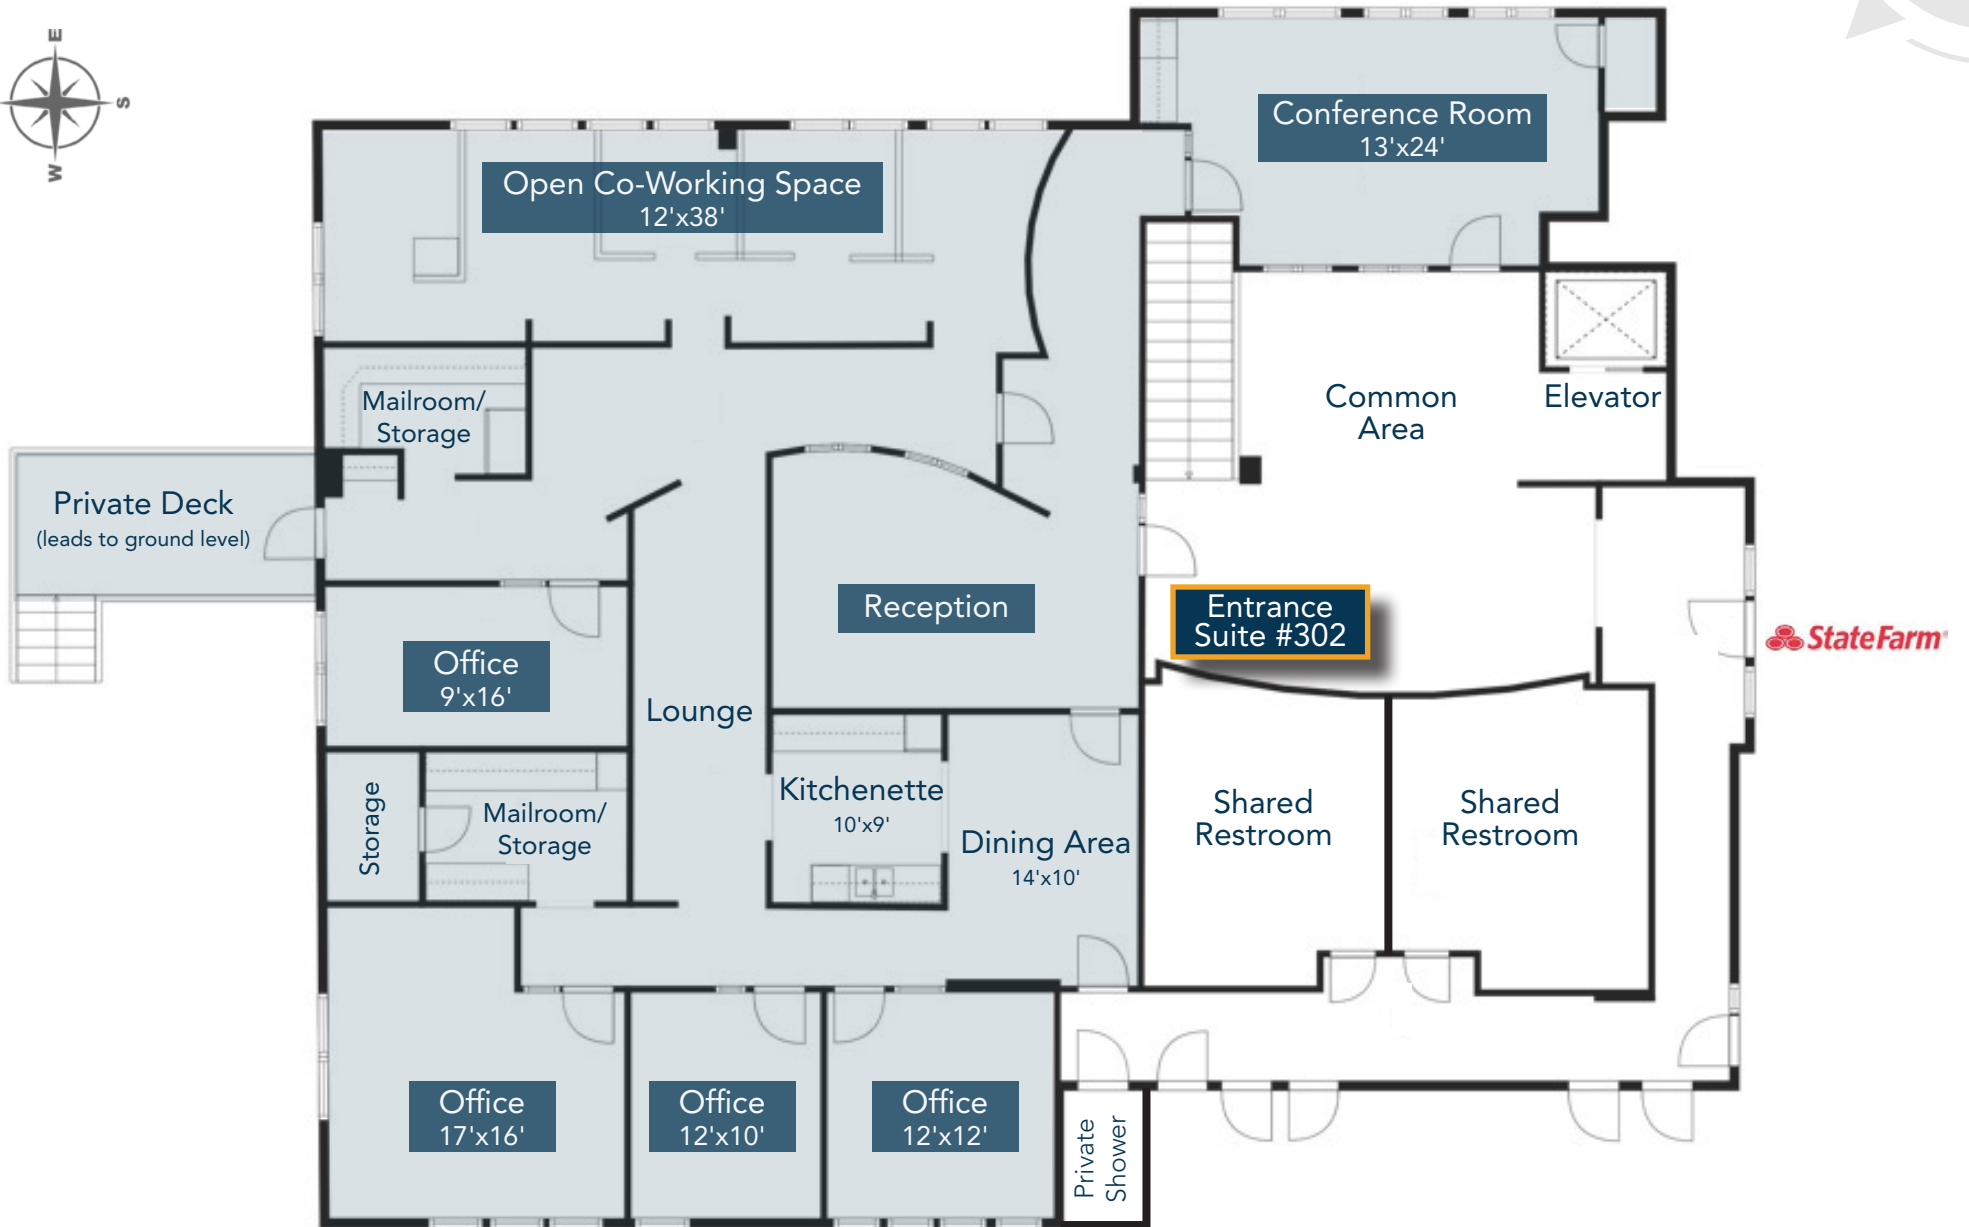 E
S
W
Conference Room
13'x24'
Open Co-Working Space
12'x38'
Mailroom/
Storage
Common
Area
Elevator
Private Deck
(leads to ground level)
Reception
Entrance
Suite #302
StateFarm
Office
9'x16'
Lounge
Storage
Mailroom/
Storage
Kitchenette
10'x9'
Dining Area
14'x10'
Shared
Restroom
Shared
Restroom
Office
17'x16'
Office
12'x10'
Office
12'x12'
Private
Shower